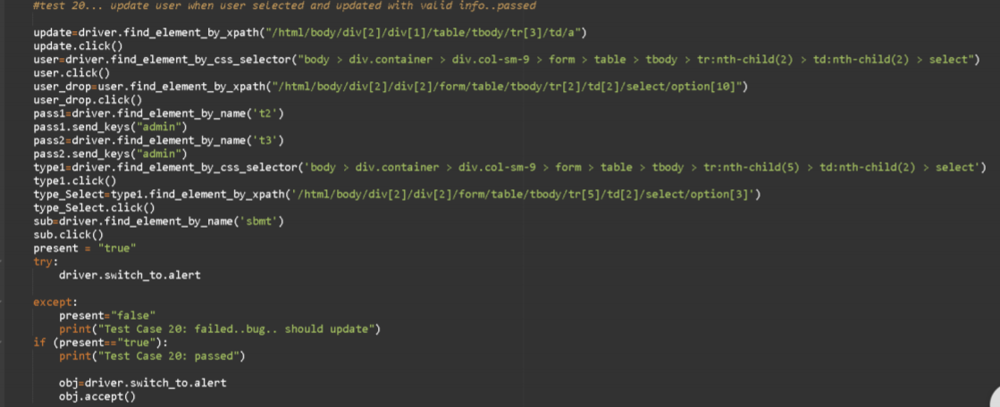 #test 20... update user when user selected and updated with valid info..passed
update=driver.find_element_by_xpath("/html/body/div[2]/div[1]/table/tbody/tr[3]/td/a")
update.click()
user=driver.find_element_by_css_selector("body > div.container > div.col-sm-9 > form > table > tbody > tr:nth-child(2) > td:nth-child(2) > select")
user.click()
user_drop=user.find_element_by_xpath("/html/body/div[2]/div[2]/form/table/tbody/tr[2]/td[2]/select/option[10]")
user_drop.click()
pass1=driver.find_element_by_name('t2')
pass1.send_keys("admin")
pass2=driver.find_element_by_name('t3')
pass2.send_keys("admin")
type1=driver.find_element_by_css_selector('body > div.container > div.col-sm-9 > form > table > tbody > tr:nth-child(5) > td:nth-child(2) > select')
type1.click()
type_Select=type1.find_element_by_xpath('/html/body/div[2]/div[2]/form/table/tbody/tr[5]/td[2]/select/option[3]')
type_Select.click()
sub=driver.find_element_by_name('sbmt')
sub.click()
present = "true"
try:
    driver.switch_to.alert
except:
    present="false"
    print("Test Case 20: failed..bug.. should update")
if (present=="true"):
    print("Test Case 20: passed")
    obj=driver.switch_to.alert
    obj.accept()